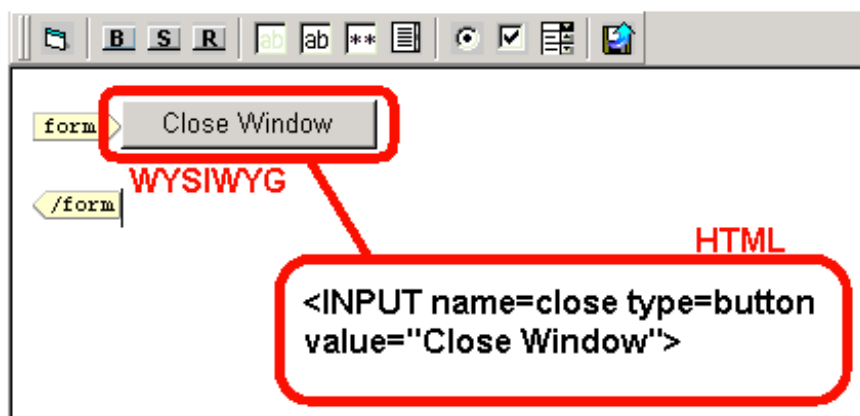 B S R ab ab **
form Close Window
WYSIWYG
/form
HTML
<INPUT name=close type=button
value="Close Window">